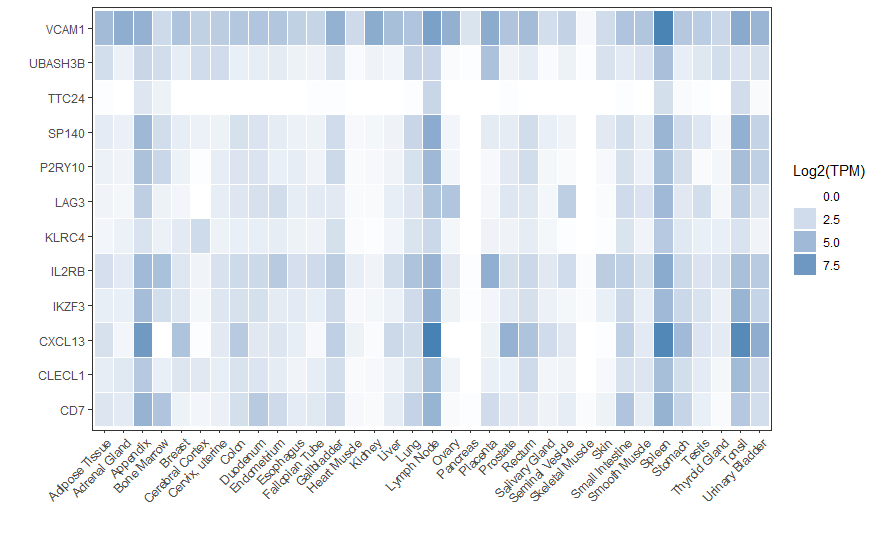 VCAM1
UBASH3B
TTC24
SP140
P2RY10
LAG3
KLRC4
IL2RB
IKZF3
CXCL13
CLECL1
CD7
Adipose Tissue
Adrenal Gland
Appendix
Bone Marrow
Breast
Cerebral Cortex
Cervix, uterine
Colon
Duodenum
Endometrium
Esophagus
Fallopian Tube
Gallbladder
Heart Muscle
Kidney
Liver
Lung
Lymph Node
Ovary
Pancreas
Placenta
Prostate
Rectum
Salivary Gland
Seminal Vesicle
Skeletal Muscle
Skin
Small Intestine
Smooth Muscle
Spleen
Stomach
Testis
Thyroid Gland
Tonsil
Urinary Bladder
Log2(TPM)
0.0
2.5
5.0
7.5